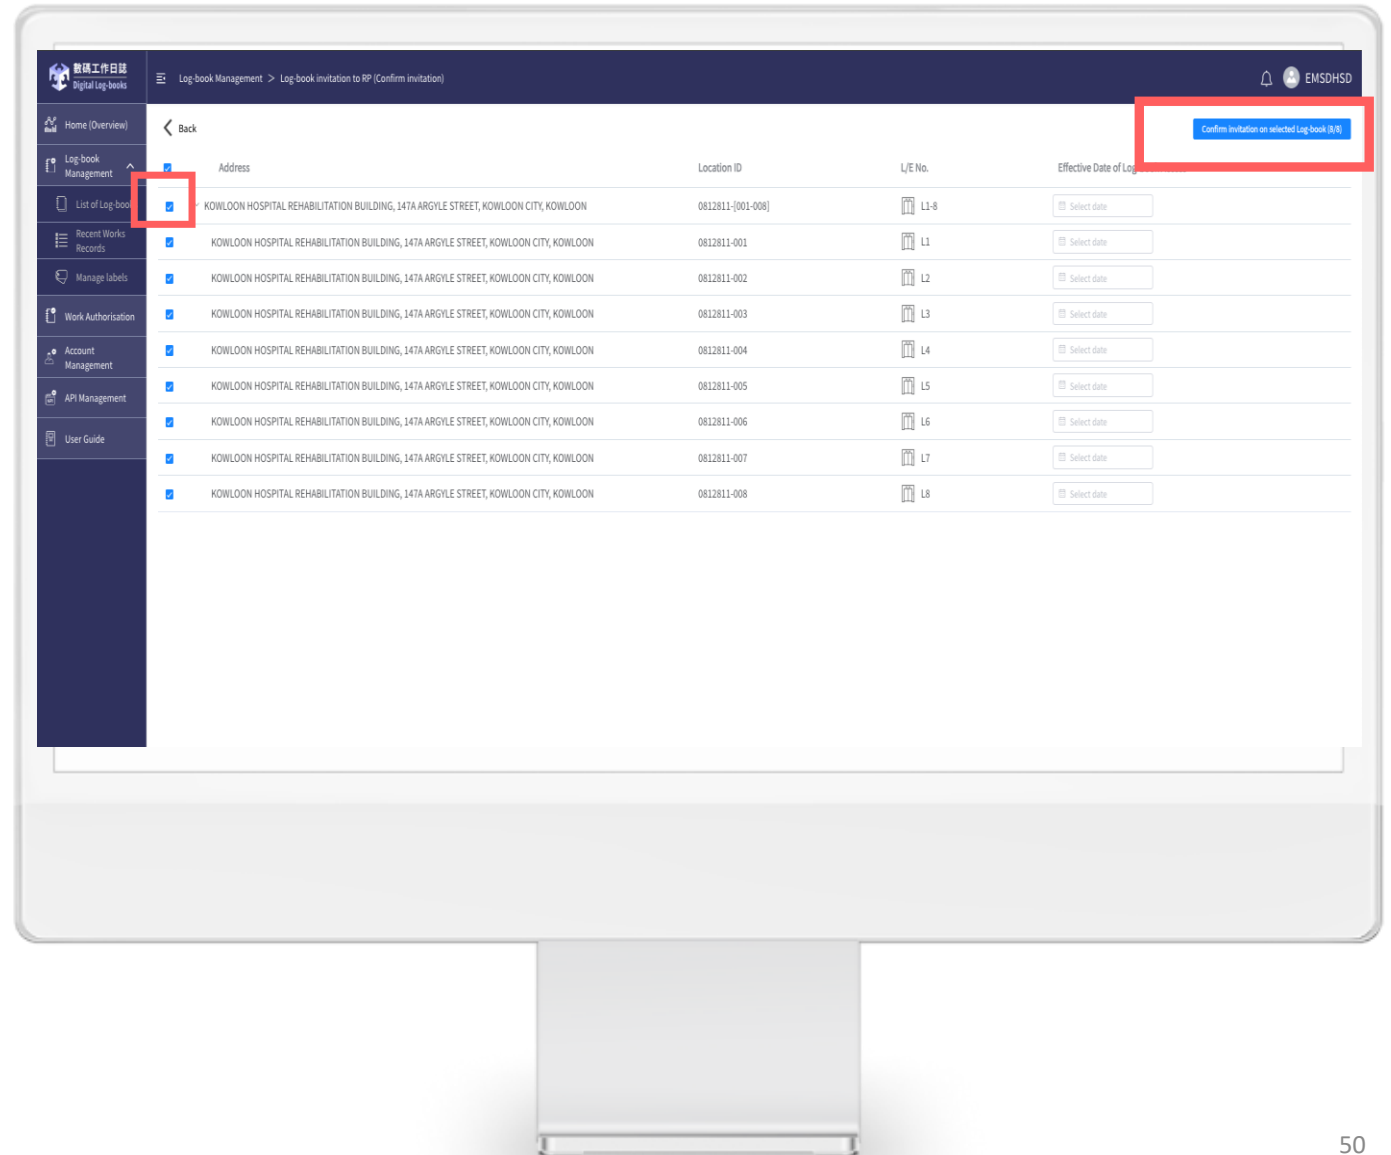 數碼工作日誌
Digital Log-books
Log-book Management > Log-book invitation to RP (Confirm invitation)
EMSDHSD
Home (Overview)
Log-book
Management
List of Log-book
Recent Works
Records
Manage labels
Work Authorisation
Account
Management
API Management
User Guide
Back
Confirm invitation on selected Log-book (8/8)
Address Location ID L/E No. Effective Date of
KOWLOON HOSPITAL REHABILITATION BUILDING, 147A ARGYLE STREET, KOWLOON CITY, KOWLOON 0812811-[001-008] L1-8 Select date
KOWLOON HOSPITAL REHABILITATION BUILDING, 147A ARGYLE STREET, KOWLOON CITY, KOWLOON 0812811-001 L1 Select date
KOWLOON HOSPITAL REHABILITATION BUILDING, 147A ARGYLE STREET, KOWLOON CITY, KOWLOON 0812811-002 L2 Select date
KOWLOON HOSPITAL REHABILITATION BUILDING, 147A ARGYLE STREET, KOWLOON CITY, KOWLOON 0812811-003 L3 Select date
KOWLOON HOSPITAL REHABILITATION BUILDING, 147A ARGYLE STREET, KOWLOON CITY, KOWLOON 0812811-004 L4 Select date
KOWLOON HOSPITAL REHABILITATION BUILDING, 147A ARGYLE STREET, KOWLOON CITY, KOWLOON 0812811-005 L5 Select date
KOWLOON HOSPITAL REHABILITATION BUILDING, 147A ARGYLE STREET, KOWLOON CITY, KOWLOON 0812811-006 L6 Select date
KOWLOON HOSPITAL REHABILITATION BUILDING, 147A ARGYLE STREET, KOWLOON CITY, KOWLOON 0812811-007 L7 Select date
KOWLOON HOSPITAL REHABILITATION BUILDING, 147A ARGYLE STREET, KOWLOON CITY, KOWLOON 0812811-008 L8 Select date
50